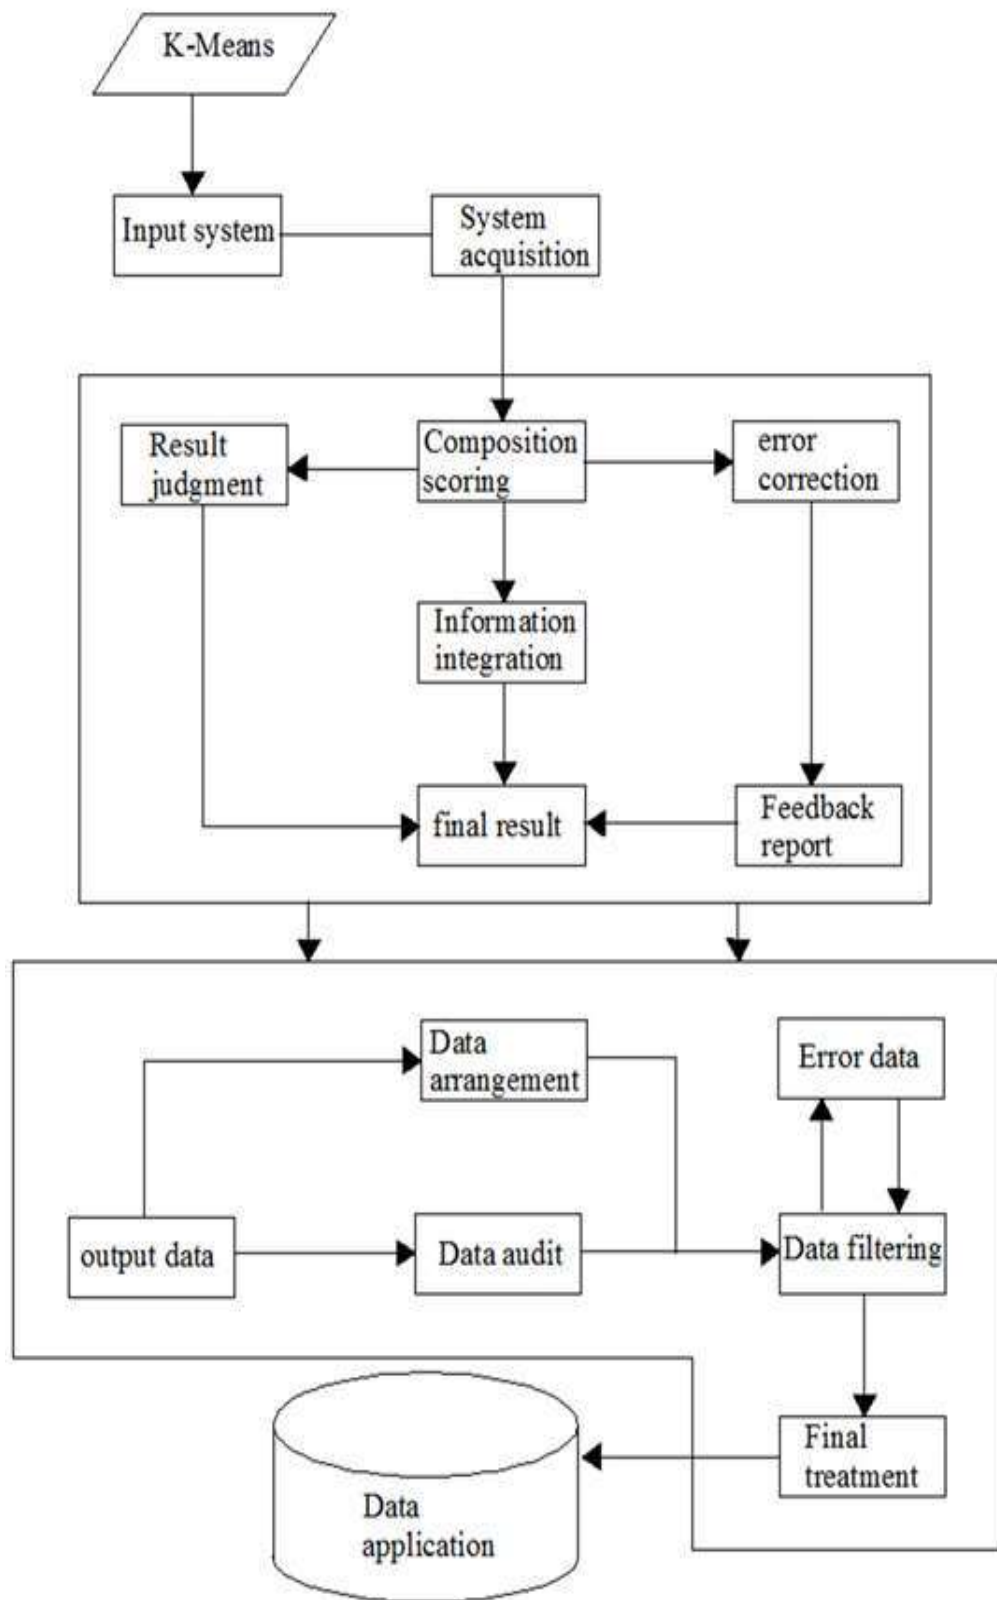 K-Means
Input system
System
acquisition
Result
judgment
Composition
scoring
error
correction
Information
integration
final result
Feedback
report
Data
arrangement
Error data
output data
Data audit
Data filtering
Final
treatment
Data
application